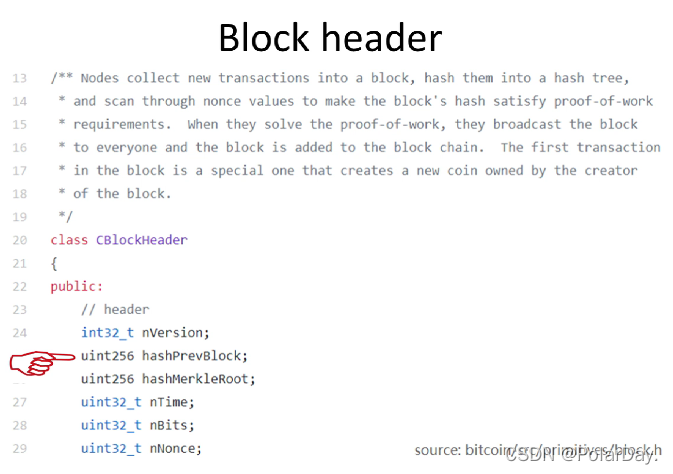 Block header
13 /** Nodes collect new transactions into a block, hash them into a hash tree,
14 * and scan through nonce values to make the block's hash satisfy proof-of-work
15 * requirements.  When they solve the proof-of-work, they broadcast the block
16 * to everyone and the block is added to the block chain.  The first transaction
17 * in the block is a special one that creates a new coin owned by the creator
18 * of the block.
19 */
20 class CBlockHeader
21 {
22 public:
23 // header
24 int32_t nVersion;
uint256 hashPrevBlock;
uint256 hashMerkleRoot;
27 uint32_t nTime;
28 uint32_t nBits;
29 uint32_t nNonce;
source: bitcoin/src/primitives/block.h
CSDN @PolarDay.